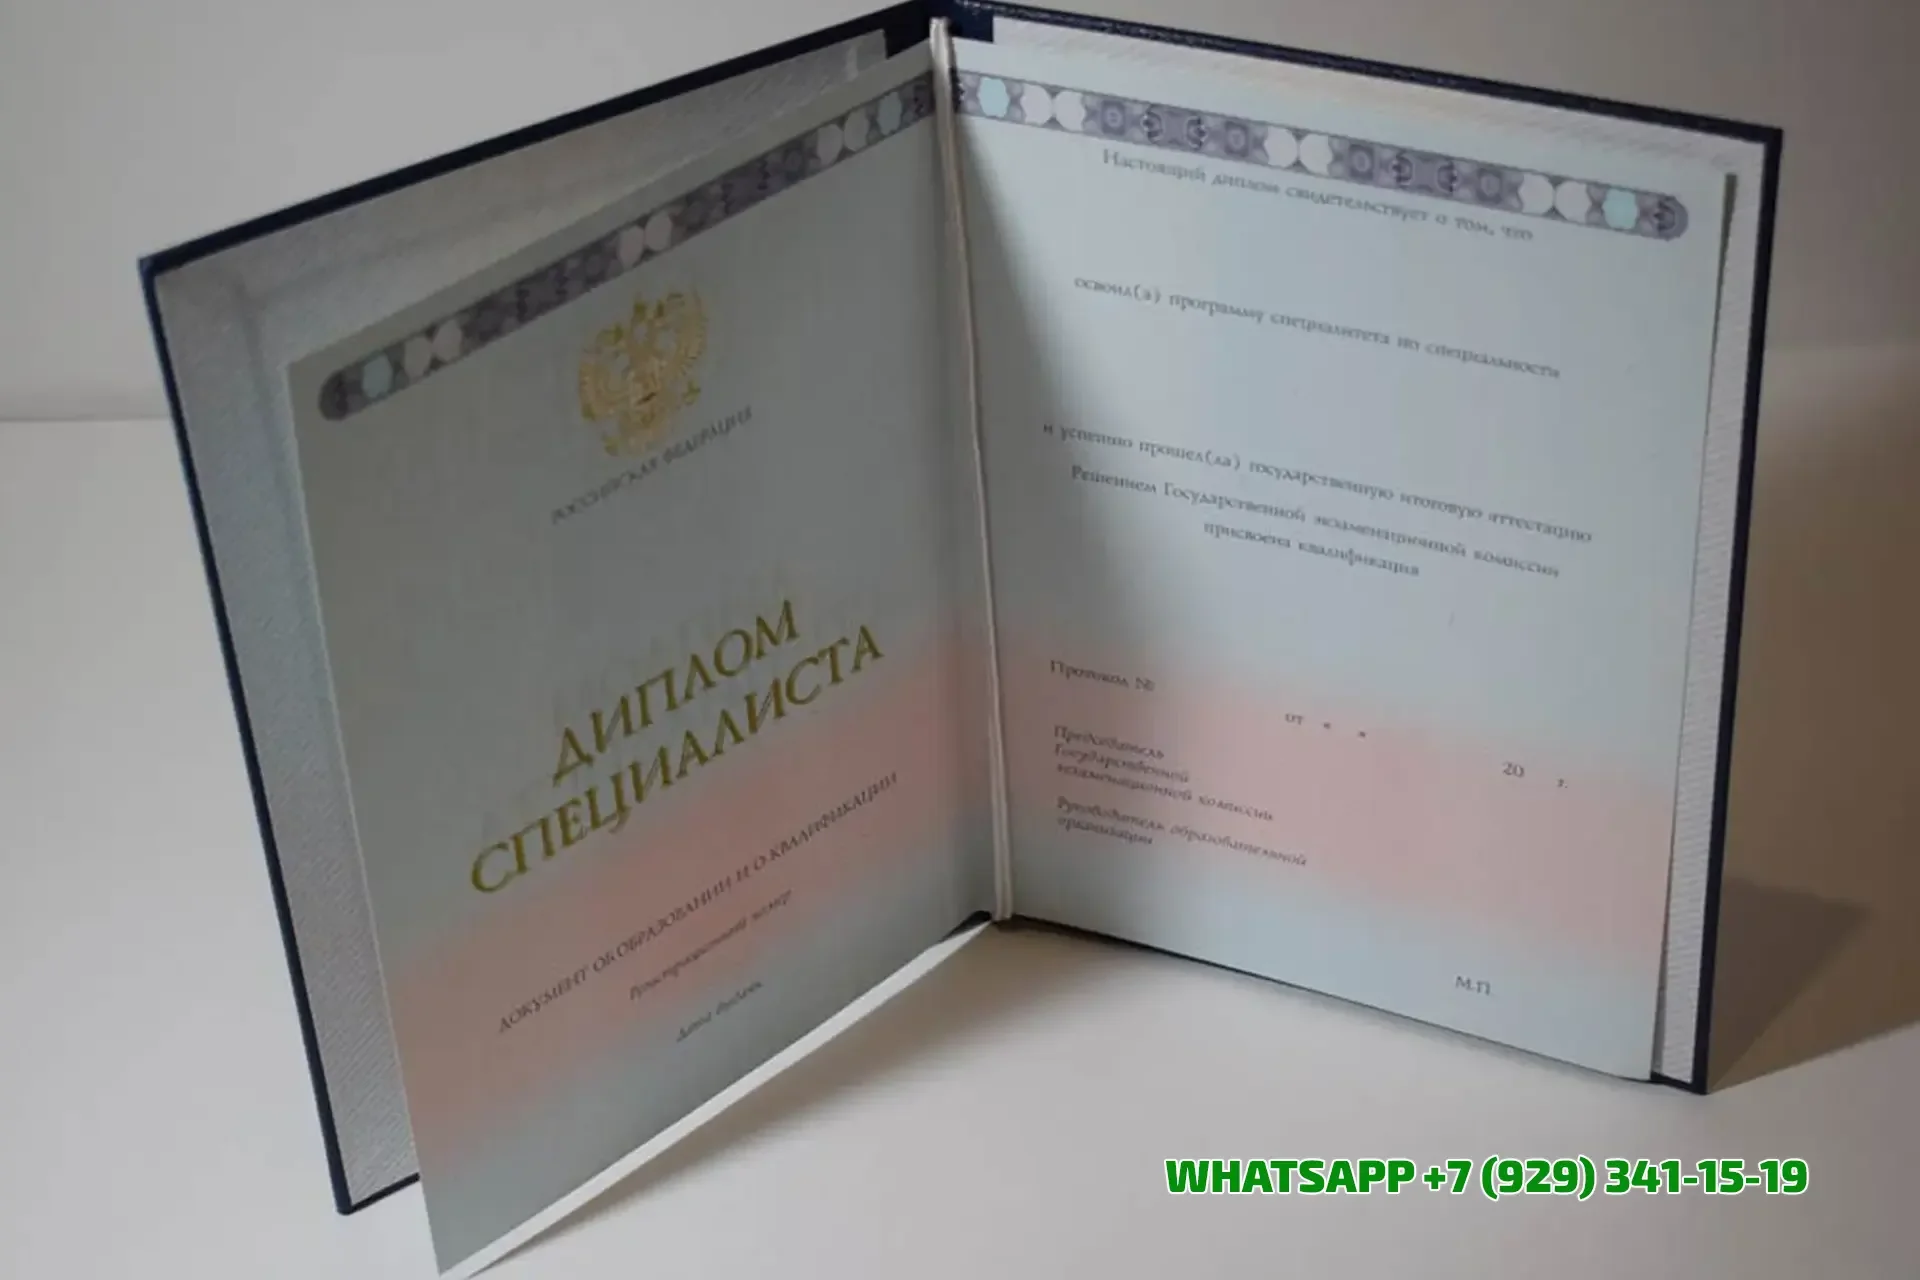 РОССИЙСКАЯ ФЕДЕРАЦИЯ
ДИПЛОМ
СПЕЦИАЛИСТА
ДОКУМЕНТ ОБ ОБРАЗОВАНИИ И О КВАЛИФИКАЦИИ
Регистрационный номер
Дата выдачи
Настоящий диплом свидетельствует о том, что
освоил(а) программу специалитета по специальности
и успешно прошел(ла) государственную итоговую аттестацию
Решением Государственной экзаменационной комиссии
присвоена квалификация
Протокол №
от « »
20 г.
Председатель
Государственной
экзаменационной комиссии
Руководитель образовательной
организации
М.П.
WHATSAPP +7 (929) 341-15-19